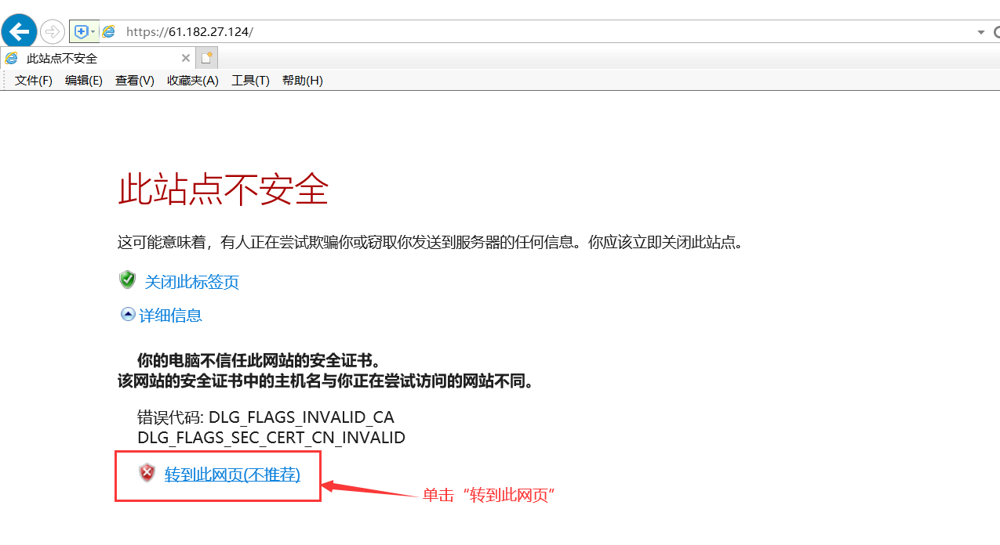 https://61.182.27.124/
此站点不安全
文件(F) 编辑(E) 查看(V) 收藏夹(A) 工具(T) 帮助(H)
此站点不安全
这可能意味着，有人正在尝试欺骗你或窃取你发送到服务器的任何信息。你应该立即关闭此站点。
关闭此标签页
详细信息
你的电脑不信任此网站的安全证书。
该网站的安全证书中的主机名与你正在尝试访问的网站不同。
错误代码: DLG_FLAGS_INVALID_CA
DLG_FLAGS_SEC_CERT_CN_INVALID
转到此网页(不推荐)
单击“转到此网页”